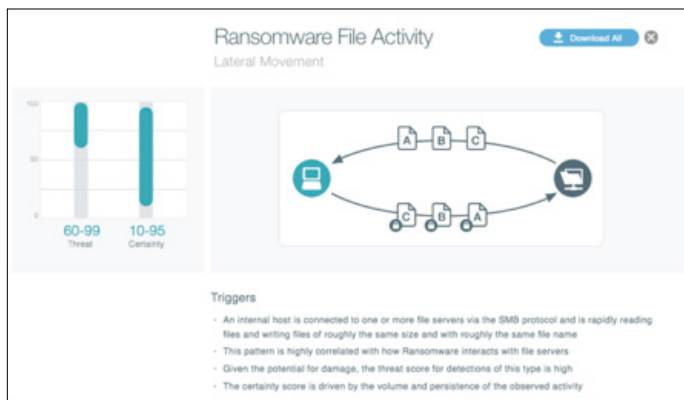 Ransomware File Activity
Download All
Lateral Movement
100
50
0
60-99
Threat
10-95
Certainty
A B C
C B A
Triggers
· An internal host is connected to one or more file servers via the SMB protocol and is rapidly reading
files and writing files of roughly the same size and with roughly the same file name
· This pattern is highly correlated with how Ransomware interacts with file servers
· Given the potential for damage, the threat score for detections of this type is high
· The certainty score is driven by the volume and persistence of the observed activity